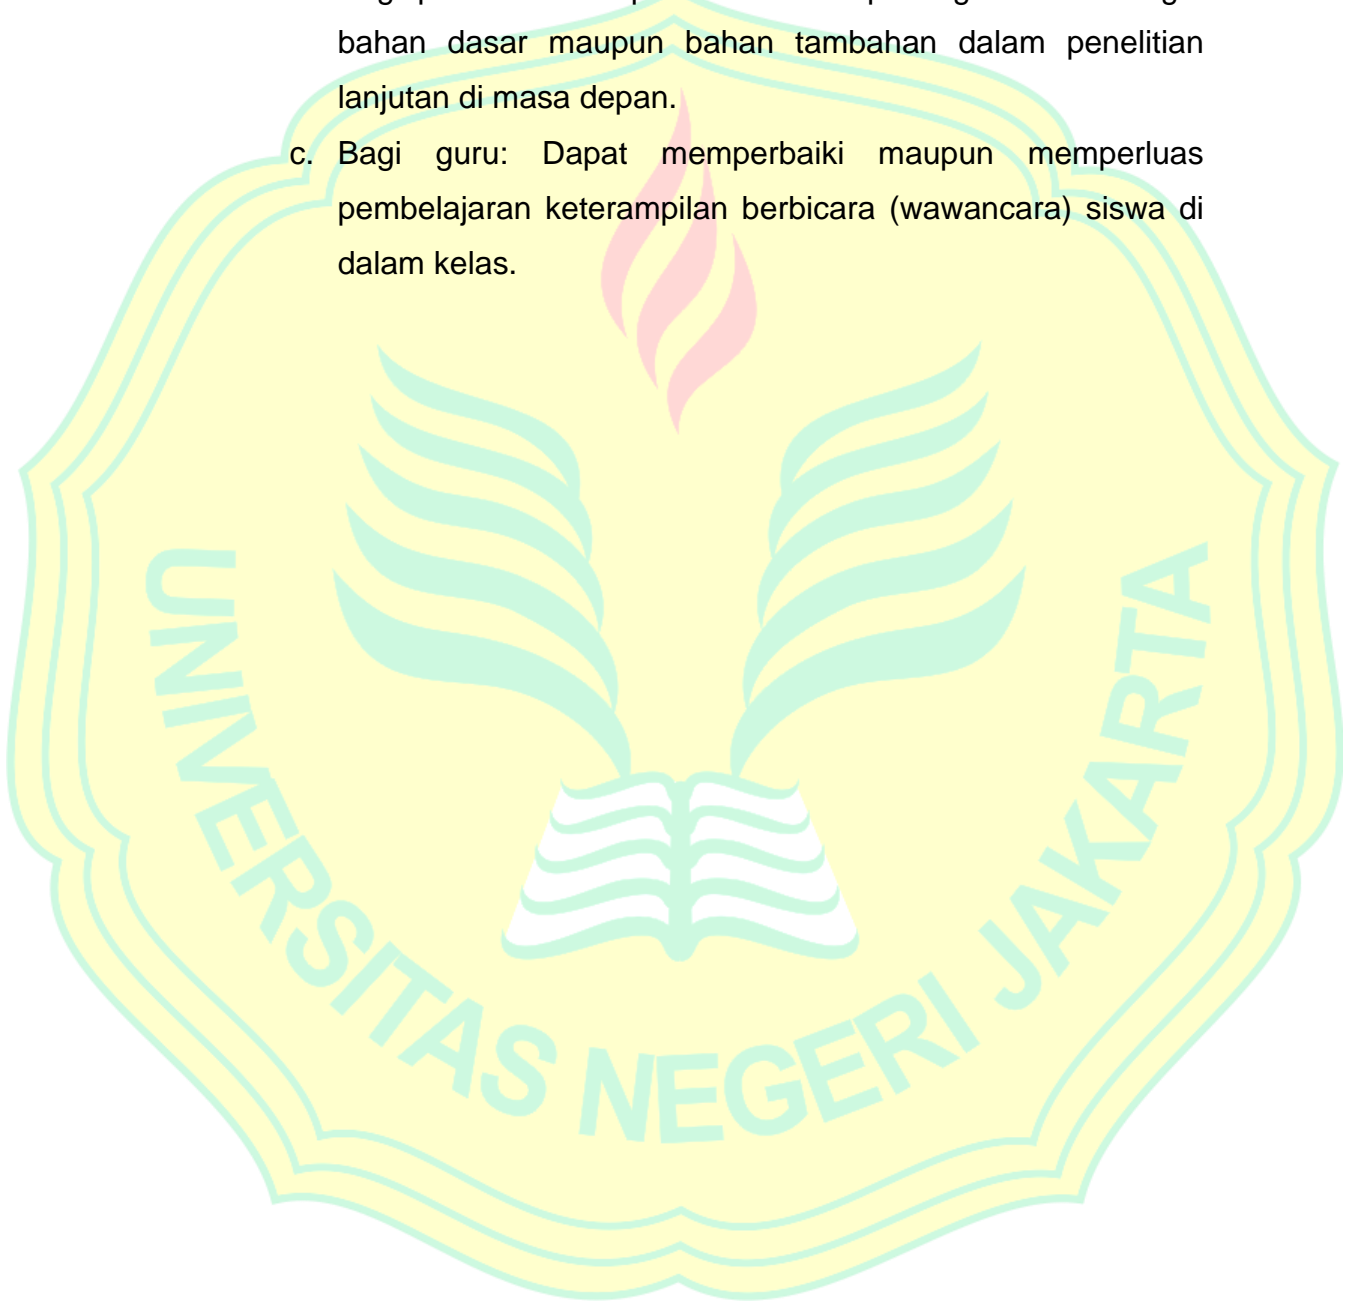 bahan dasar maupun bahan tambahan dalam penelitian
lanjutan di masa depan.
c. Bagi guru: Dapat memperbaiki maupun memperluas
pembelajaran keterampilan berbicara (wawancara) siswa di
dalam kelas.
UNIVERSITAS NEGERI JAKARTA